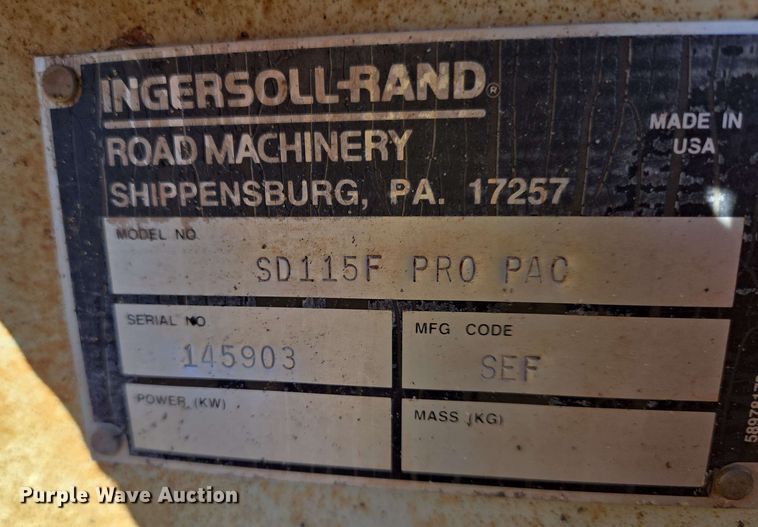 INGERSOLL-RAND®
ROAD MACHINERY
SHIPPENSBURG, PA. 17257
MADE IN
USA
MODEL NO.
SD115F PRO PAC
SERIAL NO.
145903
MFG CODE
SEF
POWER (KW)
MASS (KG)
Purple Wave Auction